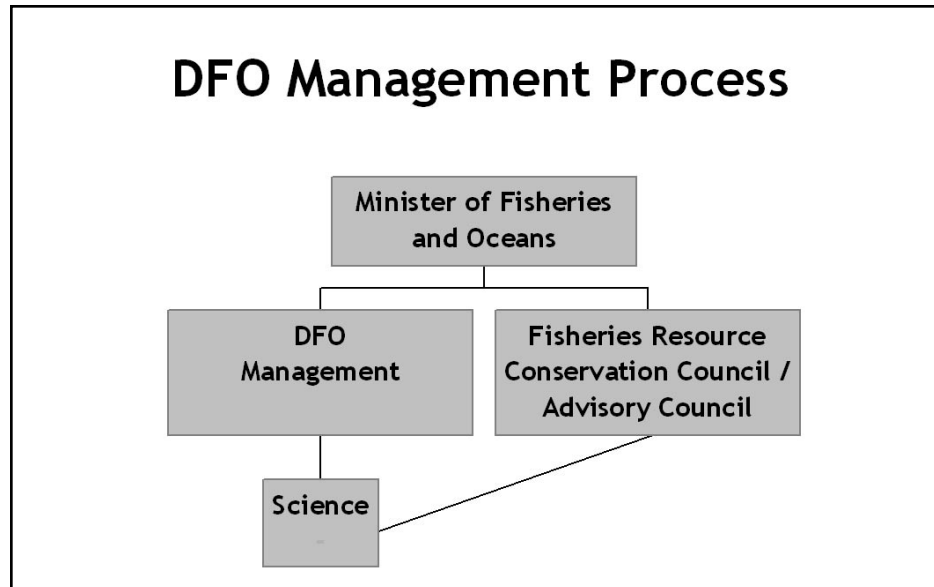 DFO Management Process
Minister of Fisheries
and Oceans
DFO
Management
Fisheries Resource
Conservation Council /
Advisory Council
Science